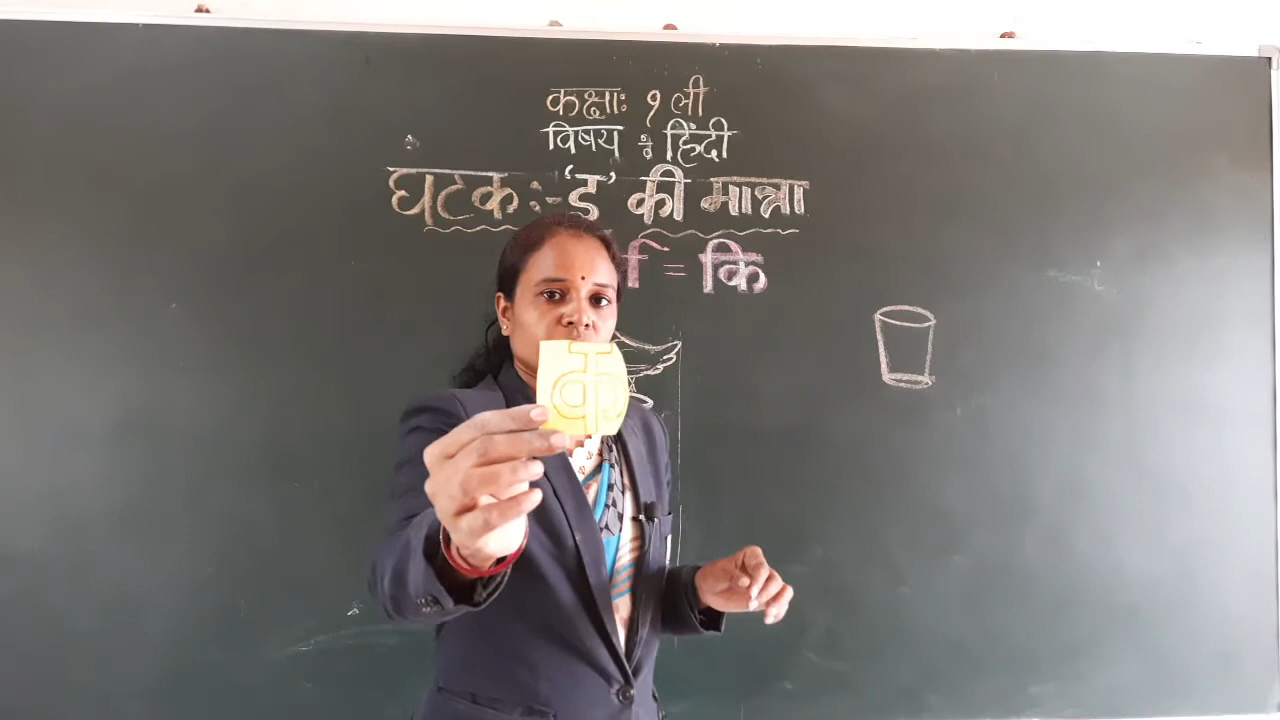 कक्षाः १ ली
विषय : हिंदी
घटक :- 'इ' की मात्रा
ि = कि
क